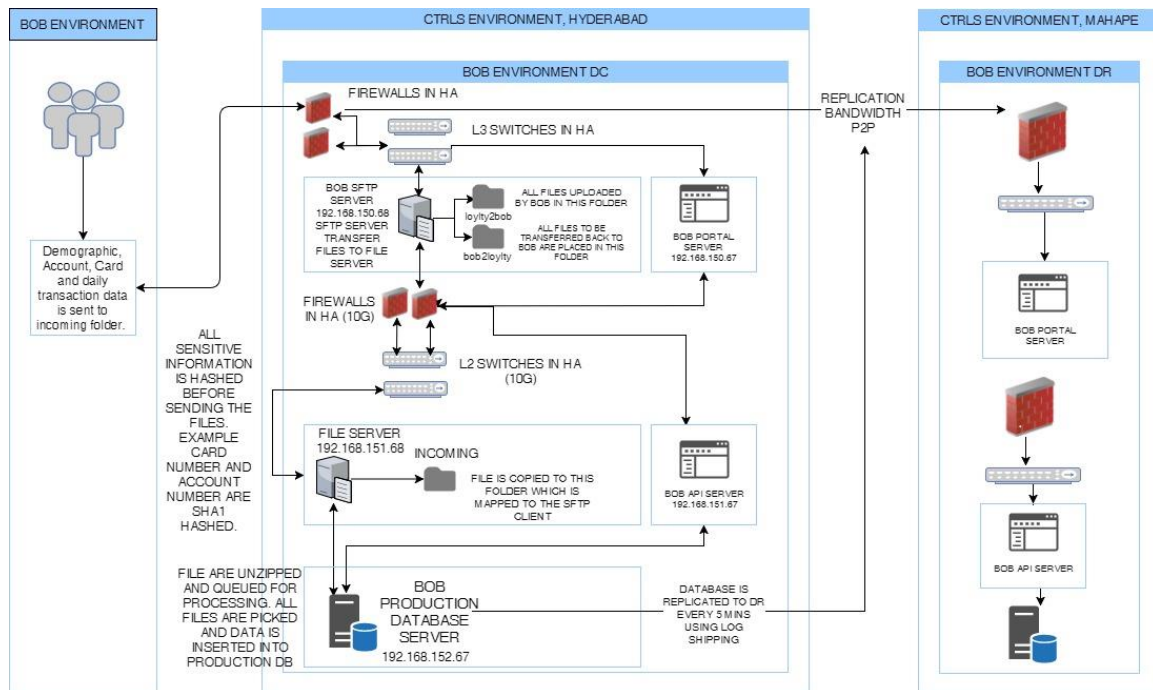 BOB ENVIRONMENT
CTRLS ENVIRONMENT, HYDERABAD
CTRLS ENVIRONMENT, MAHAPE
BOB ENVIRONMENT DC
BOB ENVIRONMENT DR
FIREWALLS IN HA
L3 SWITCHES IN HA
REPLICATION
BANDWIDTH
P2P
BOB SFTP
SERVER
192.168.150.68
SFTP SERVER
TRANSFER
FILES TO FILE
SERVER
loylty2bob
ALL FILES UPLOADED
BY BOB IN THIS FOLDER
bob2loylty
ALL FILES TO BE
TRANSFERRED BACK TO
BOB ARE PLACED IN THIS
FOLDER
BOB PORTAL
SERVER
192.168.150.67
Demographic,
Account, Card
and daily
transaction data
is sent to
incoming folder.
FIREWALLS
IN HA (10G)
L2 SWITCHES IN HA
(10G)
ALL
SENSITIVE
INFORMATION
IS HASHED
BEFORE
SENDING THE
FILES.
EXAMPLE
CARD
NUMBER AND
ACCOUNT
NUMBER ARE
SHA1
HASHED.
FILE SERVER
192.168.151.68
INCOMING
FILE IS COPIED TO THIS
FOLDER WHICH IS
MAPPED TO THE SFTP
CLIENT
BOB API SERVER
192.168.151.67
FILE ARE UNZIPPED
AND QUEUED FOR
PROCESSING. ALL
FILES ARE PICKED
AND DATA IS
INSERTED INTO
PRODUCTION DB
BOB
PRODUCTION
DATABASE
SERVER
192.168.152.67
DATABASE IS
REPLICATED TO DR
EVERY 5 MINS
USING LOG
SHIPPING
BOB PORTAL
SERVER
BOB API SERVER